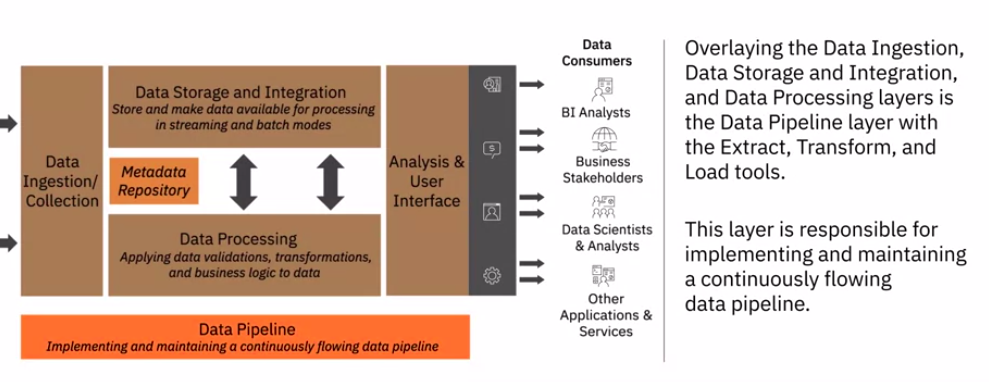 Data
Ingestion/
Collection
Data Storage and Integration
Store and make data available for processing
in streaming and batch modes
Metadata
Repository
Data Processing
Applying data validations, transformations,
and business logic to data
Analysis &
User
Interface
$
Data
Consumers
BI Analysts
Business
Stakeholders
Data Scientists
& Analysts
Other
Applications &
Services
Data Pipeline
Implementing and maintaining a continuously flowing data pipeline
Overlaying the Data Ingestion,
Data Storage and Integration,
and Data Processing layers is
the Data Pipeline layer with
the Extract, Transform, and
Load tools.
This layer is responsible for
implementing and maintaining
a continuously flowing
data pipeline.